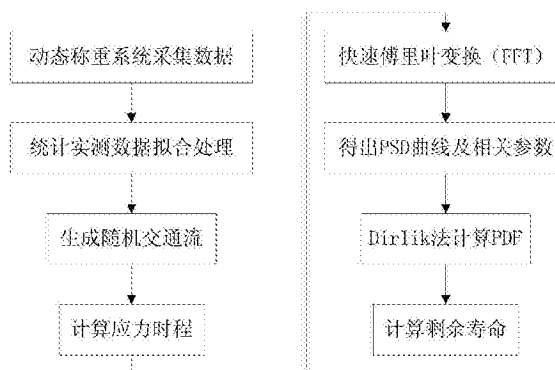 动态称重系统采集数据
统计实测数据拟合处理
生成随机交通流
计算应力时程
快速傅里叶变换（FFT）
得出PSD曲线及相关参数
Dirlik法计算PDF
计算剩余寿命